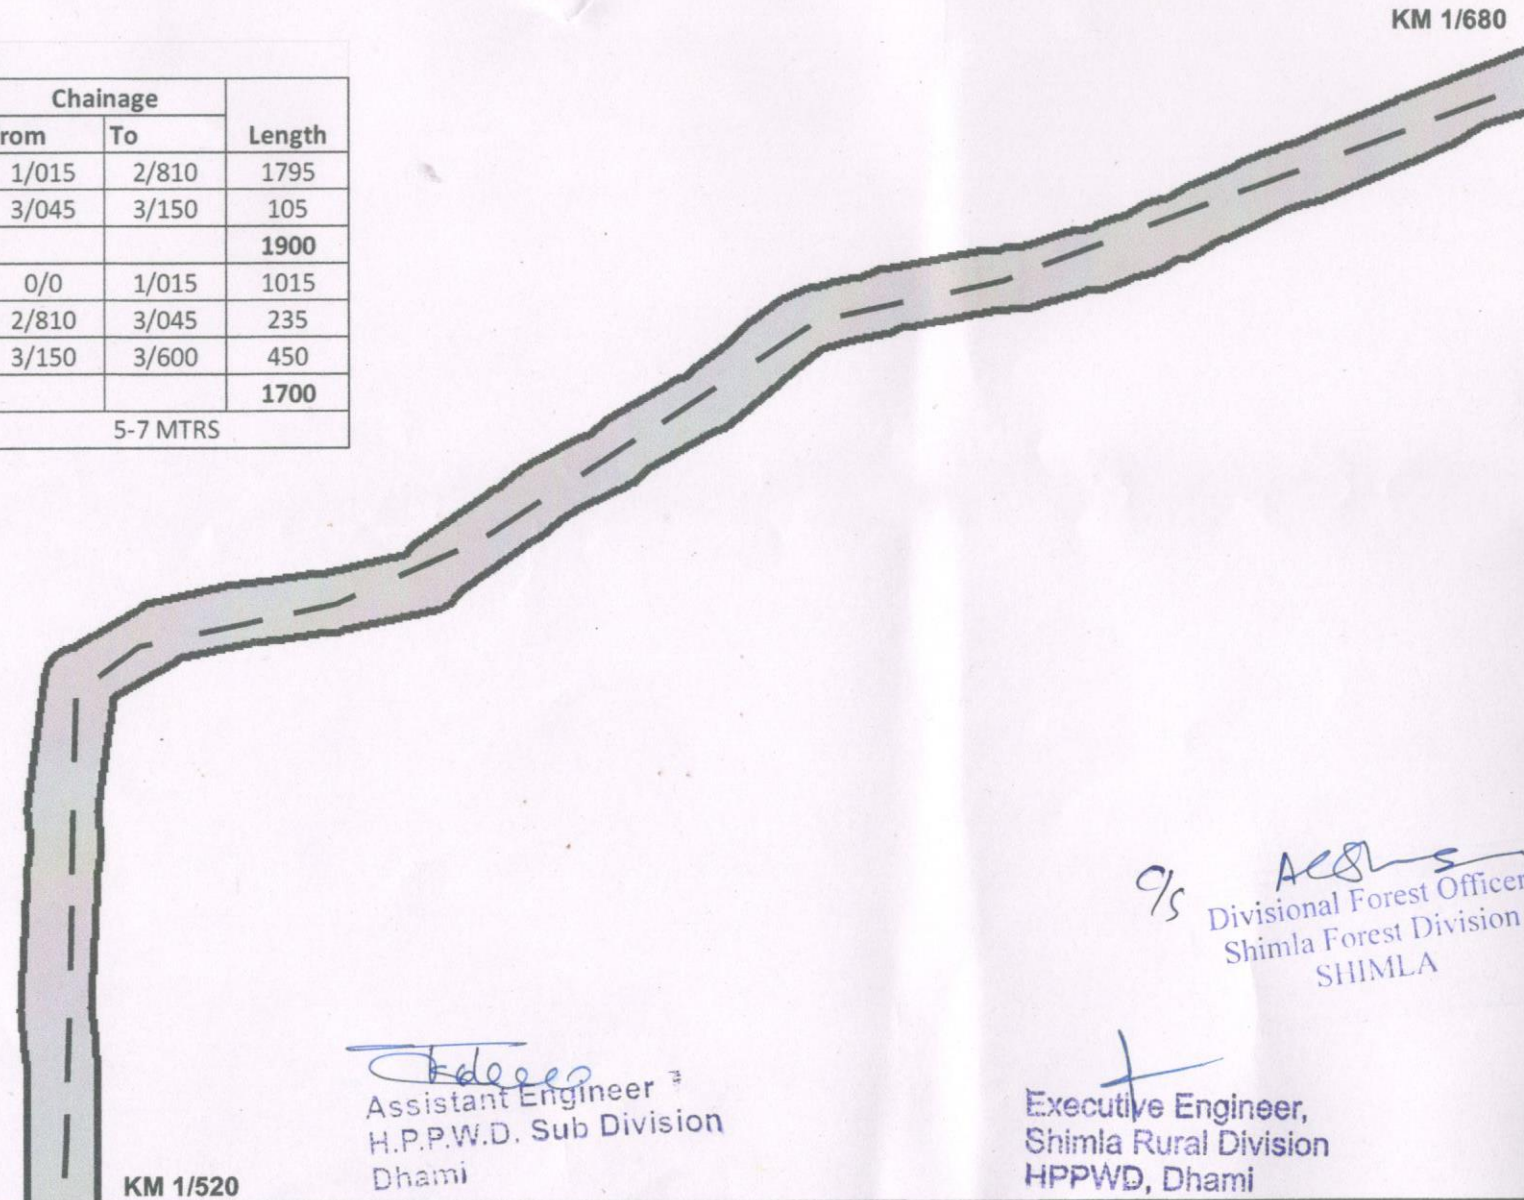 KM 1/680
Chainage
rom To Length
1/015 2/810 1795
3/045 3/150 105
1900
0/0 1/015 1015
2/810 3/045 235
3/150 3/600 450
1700
5-7 MTRS
C/S
Divisional Forest Officer
Shimla Forest Division
SHIMLA
Assistant Engineer
H.P.P.W.D. Sub Division
Dhami
Executive Engineer,
Shimla Rural Division
HPPWD, Dhami
KM 1/520